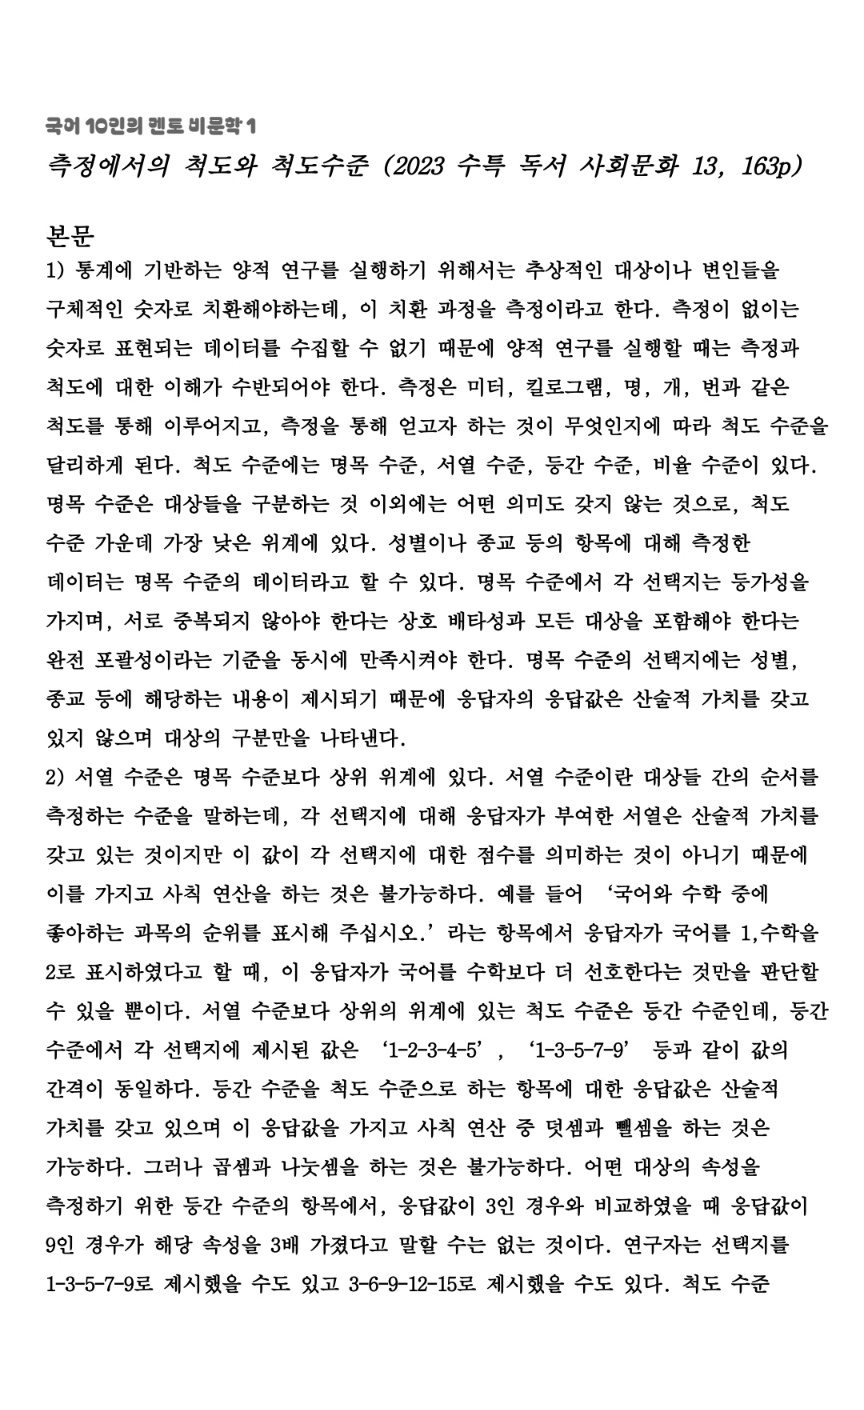 국어 10인의 멘토 비문학 1
측정에서의 척도와 척도수준 (2023 수특 독서 사회문화 13, 163p)
본문
1) 통계에 기반하는 양적 연구를 실행하기 위해서는 추상적인 대상이나 변인들을
구체적인 숫자로 치환해야하는데, 이 치환 과정을 측정이라고 한다. 측정이 없이는
숫자로 표현되는 데이터를 수집할 수 없기 때문에 양적 연구를 실행할 때는 측정과
척도에 대한 이해가 수반되어야 한다. 측정은 미터, 킬로그램, 명, 개, 번과 같은
척도를 통해 이루어지고, 측정을 통해 얻고자 하는 것이 무엇인지에 따라 척도 수준을
달리하게 된다. 척도 수준에는 명목 수준, 서열 수준, 등간 수준, 비율 수준이 있다.
명목 수준은 대상들을 구분하는 것 이외에는 어떤 의미도 갖지 않는 것으로, 척도
수준 가운데 가장 낮은 위계에 있다. 성별이나 종교 등의 항목에 대해 측정한
데이터는 명목 수준의 데이터라고 할 수 있다. 명목 수준에서 각 선택지는 등가성을
가지며, 서로 중복되지 않아야 한다는 상호 배타성과 모든 대상을 포함해야 한다는
완전 포괄성이라는 기준을 동시에 만족시켜야 한다. 명목 수준의 선택지에는 성별,
종교 등에 해당하는 내용이 제시되기 때문에 응답자의 응답값은 산술적 가치를 갖고
있지 않으며 대상의 구분만을 나타낸다.
2) 서열 수준은 명목 수준보다 상위 위계에 있다. 서열 수준이란 대상들 간의 순서를
측정하는 수준을 말하는데, 각 선택지에 대해 응답자가 부여한 서열은 산술적 가치를
갖고 있는 것이지만 이 값이 각 선택지에 대한 점수를 의미하는 것이 아니기 때문에
이를 가지고 사칙 연산을 하는 것은 불가능하다. 예를 들어 ‘국어와 수학 중에
좋아하는 과목의 순위를 표시해 주십시오.’ 라는 항목에서 응답자가 국어를 1,수학을
2로 표시하였다고 할 때, 이 응답자가 국어를 수학보다 더 선호한다는 것만을 판단할
수 있을 뿐이다. 서열 수준보다 상위의 위계에 있는 척도 수준은 등간 수준인데, 등간
수준에서 각 선택지에 제시된 값은 ‘1-2-3-4-5’, ‘1-3-5-7-9’ 등과 같이 값의
간격이 동일하다. 등간 수준을 척도 수준으로 하는 항목에 대한 응답값은 산술적
가치를 갖고 있으며 이 응답값을 가지고 사칙 연산 중 덧셈과 뺄셈을 하는 것은
가능하다. 그러나 곱셈과 나눗셈을 하는 것은 불가능하다. 어떤 대상의 속성을
측정하기 위한 등간 수준의 항목에서, 응답값이 3인 경우와 비교하였을 때 응답값이
9인 경우가 해당 속성을 3배 가졌다고 말할 수는 없는 것이다. 연구자는 선택지를
1-3-5-7-9로 제시했을 수도 있고 3-6-9-12-15로 제시했을 수도 있다. 척도 수준